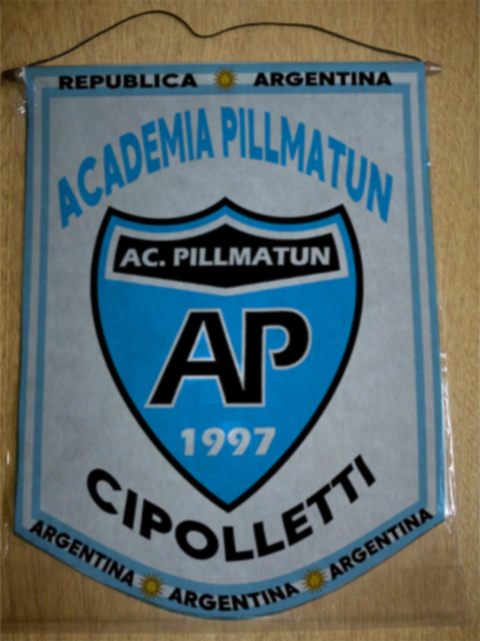 REPUBLICA ARGENTINA
ACADEMIA PILLMATUN
AC. PILLMATUN
AP
1997
CIPOLLETTI
ARGENTINA ARGENTINA ARGENTINA